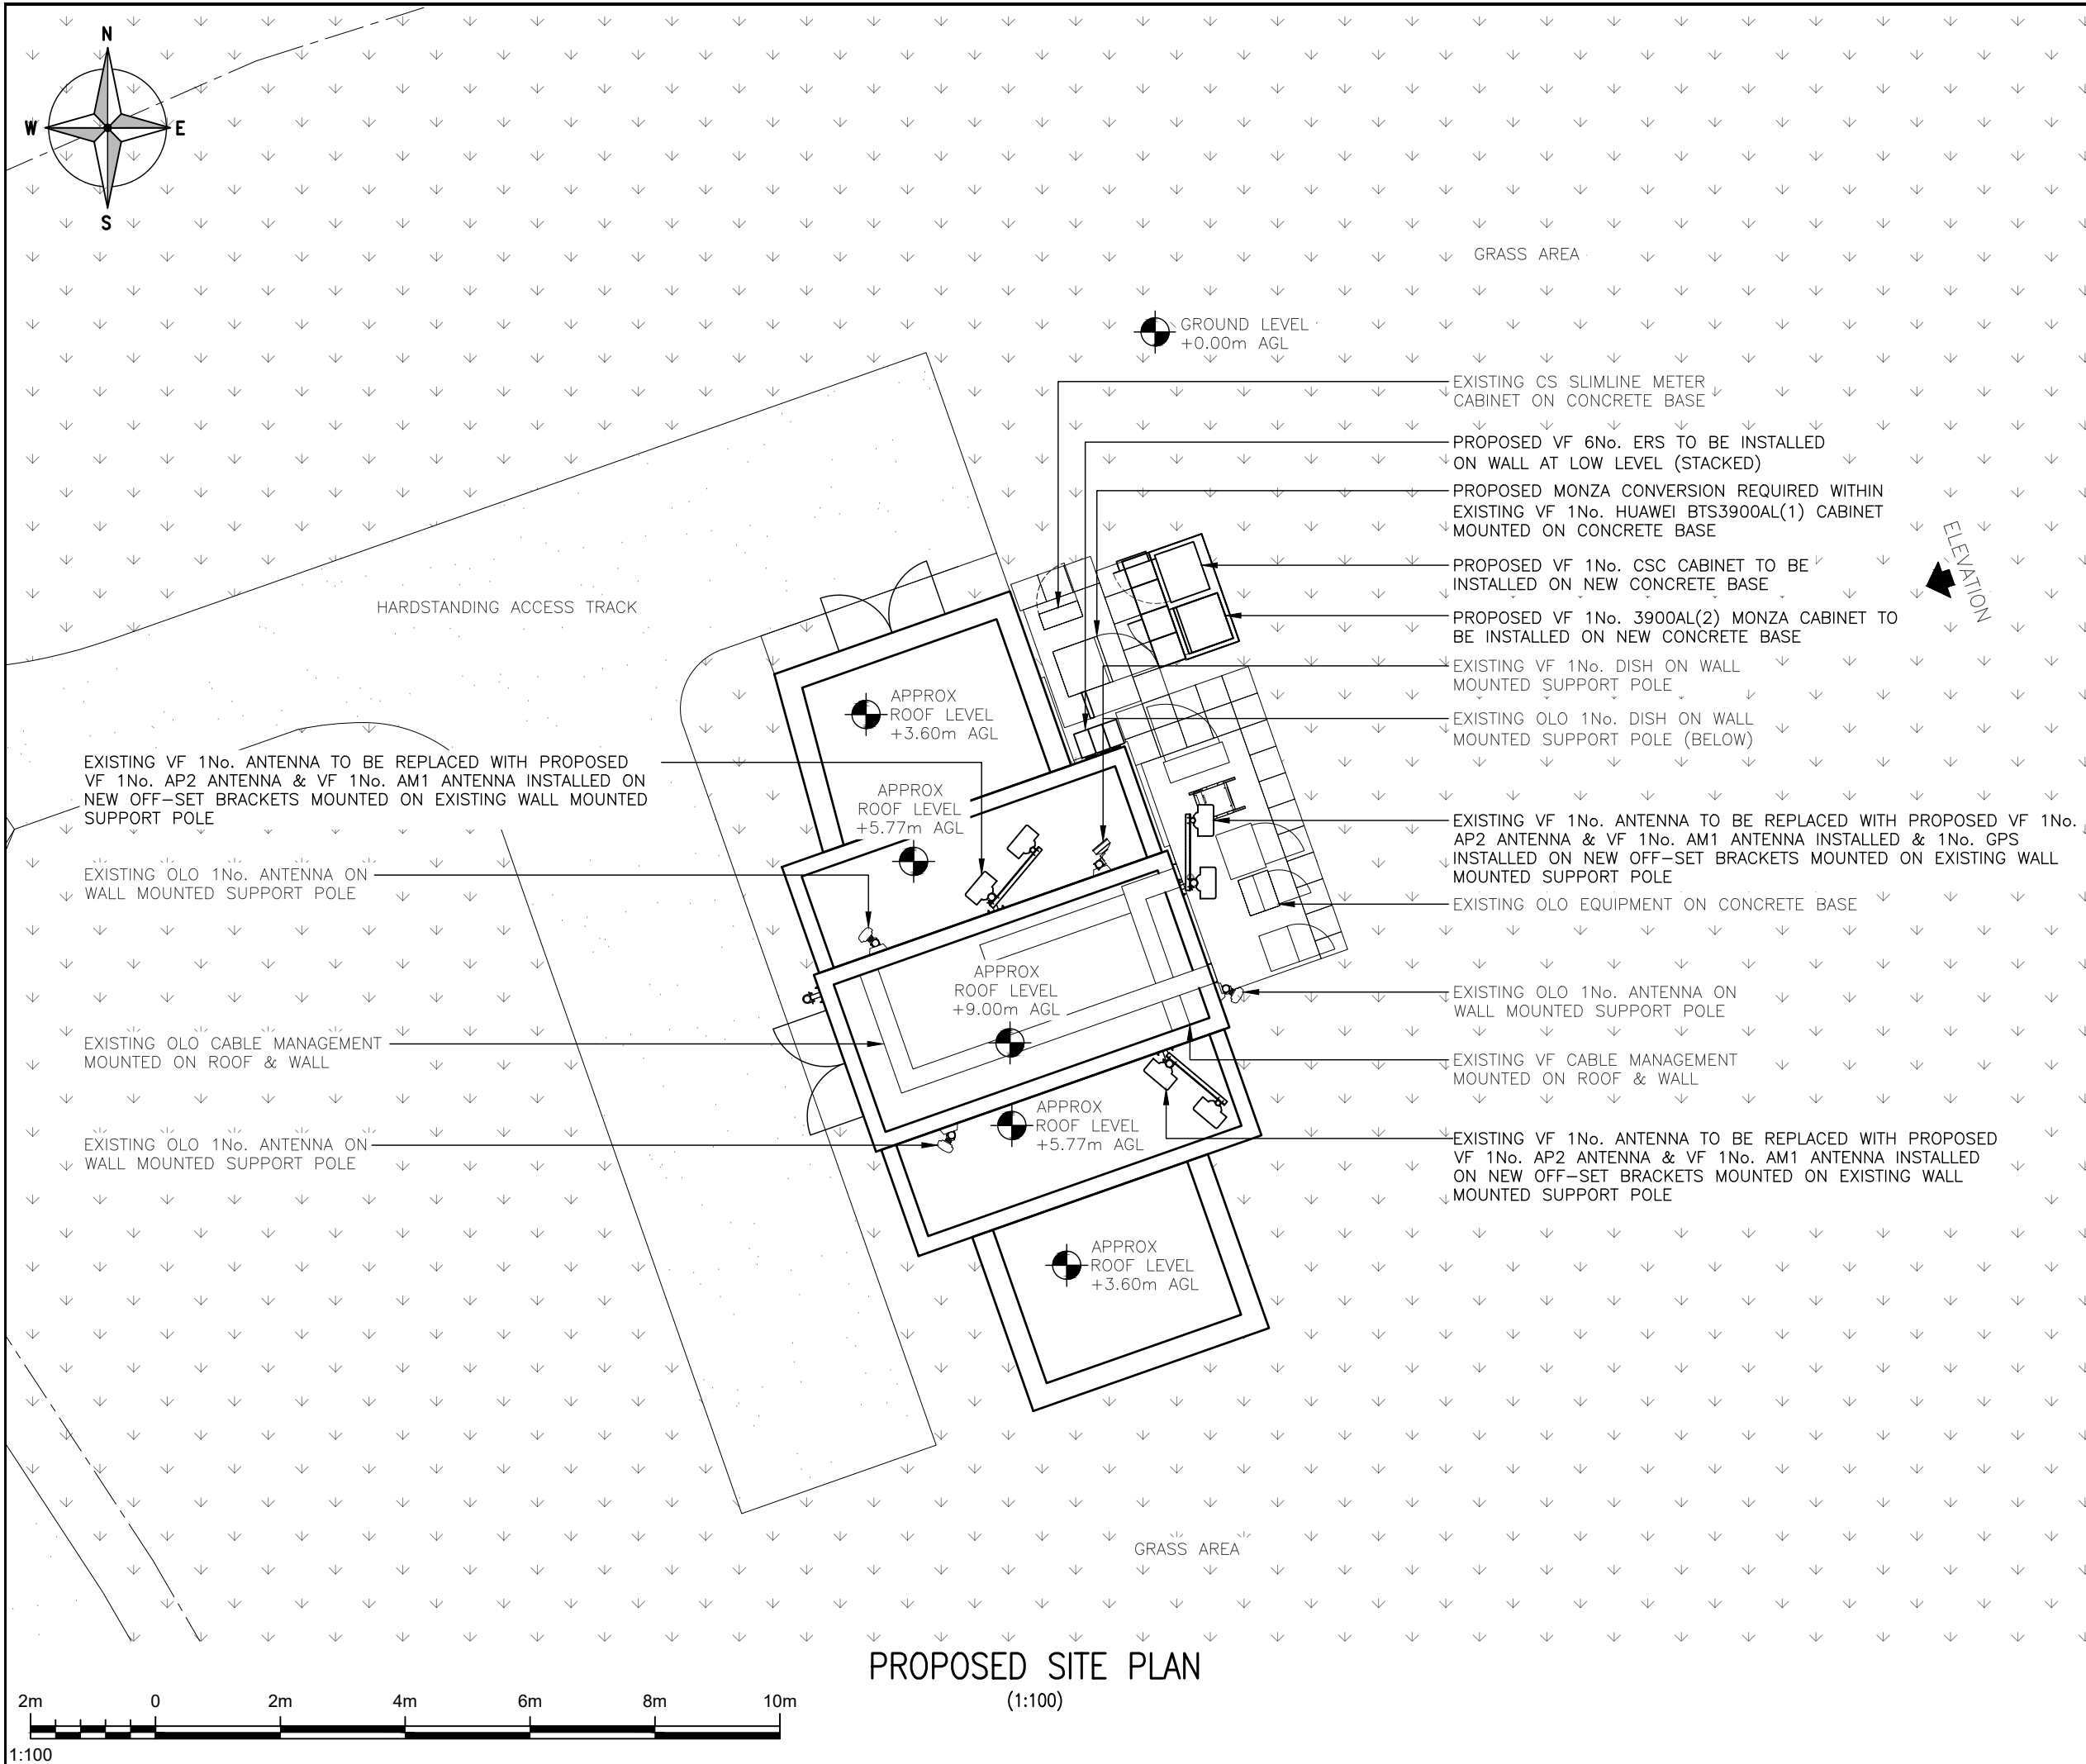 N
W
E
S
GRASS AREA
GROUND LEVEL
+0.00m AGL
EXISTING CS SLIMLINE METER
CABINET ON CONCRETE BASE
PROPOSED VF 6No. ERS TO BE INSTALLED
ON WALL AT LOW LEVEL (STACKED)
PROPOSED MONZA CONVERSION REQUIRED WITHIN
EXISTING VF 1No. HUAWEI BTS3900AL(1) CABINET
MOUNTED ON CONCRETE BASE
PROPOSED VF 1No. CSC CABINET TO BE
INSTALLED ON NEW CONCRETE BASE
PROPOSED VF 1No. 3900AL(2) MONZA CABINET TO
BE INSTALLED ON NEW CONCRETE BASE
ELEVATION
HARDSTANDING ACCESS TRACK
EXISTING VF 1No. DISH ON WALL
MOUNTED SUPPORT POLE
EXISTING OLO 1No. DISH ON WALL
MOUNTED SUPPORT POLE (BELOW)
APPROX
ROOF LEVEL
+3.60m AGL
EXISTING VF 1No. ANTENNA TO BE REPLACED WITH PROPOSED
VF 1No. AP2 ANTENNA & VF 1No. AM1 ANTENNA INSTALLED ON
NEW OFF-SET BRACKETS MOUNTED ON EXISTING WALL MOUNTED
SUPPORT POLE
APPROX
ROOF LEVEL
+5.77m AGL
EXISTING VF 1No. ANTENNA TO BE REPLACED WITH PROPOSED VF 1No.
AP2 ANTENNA & VF 1No. AM1 ANTENNA INSTALLED & 1No. GPS
INSTALLED ON NEW OFF-SET BRACKETS MOUNTED ON EXISTING WALL
MOUNTED SUPPORT POLE
EXISTING OLO 1No. ANTENNA ON
WALL MOUNTED SUPPORT POLE
EXISTING OLO EQUIPMENT ON CONCRETE BASE
APPROX
ROOF LEVEL
+9.00m AGL
EXISTING OLO 1No. ANTENNA ON
WALL MOUNTED SUPPORT POLE
EXISTING OLO CABLE MANAGEMENT
MOUNTED ON ROOF & WALL
EXISTING VF CABLE MANAGEMENT
MOUNTED ON ROOF & WALL
APPROX
ROOF LEVEL
+5.77m AGL
EXISTING OLO 1No. ANTENNA ON
WALL MOUNTED SUPPORT POLE
EXISTING VF 1No. ANTENNA TO BE REPLACED WITH PROPOSED
VF 1No. AP2 ANTENNA & VF 1No. AM1 ANTENNA INSTALLED
ON NEW OFF-SET BRACKETS MOUNTED ON EXISTING WALL
MOUNTED SUPPORT POLE
APPROX
ROOF LEVEL
+3.60m AGL
GRASS AREA
PROPOSED SITE PLAN
(1:100)
2m 0 2m 4m 6m 8m 10m
1:100